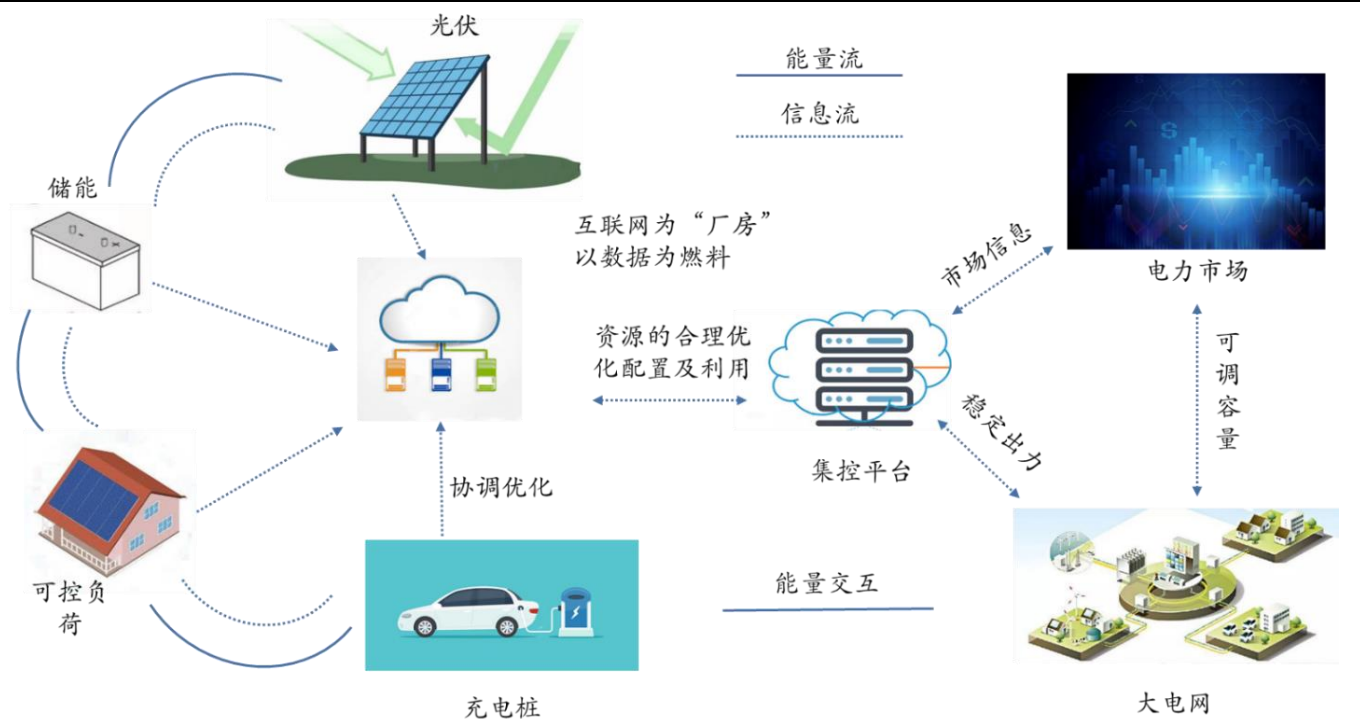 光伏
能量流
信息流
储能
互联网为“厂房”
以数据为燃料
市场信息
电力市场
资源的合理优
化配置及利用
可
调
容
量
稳定出力
集控平台
协调优化
可控负
荷
能量交互
充电桩
大电网